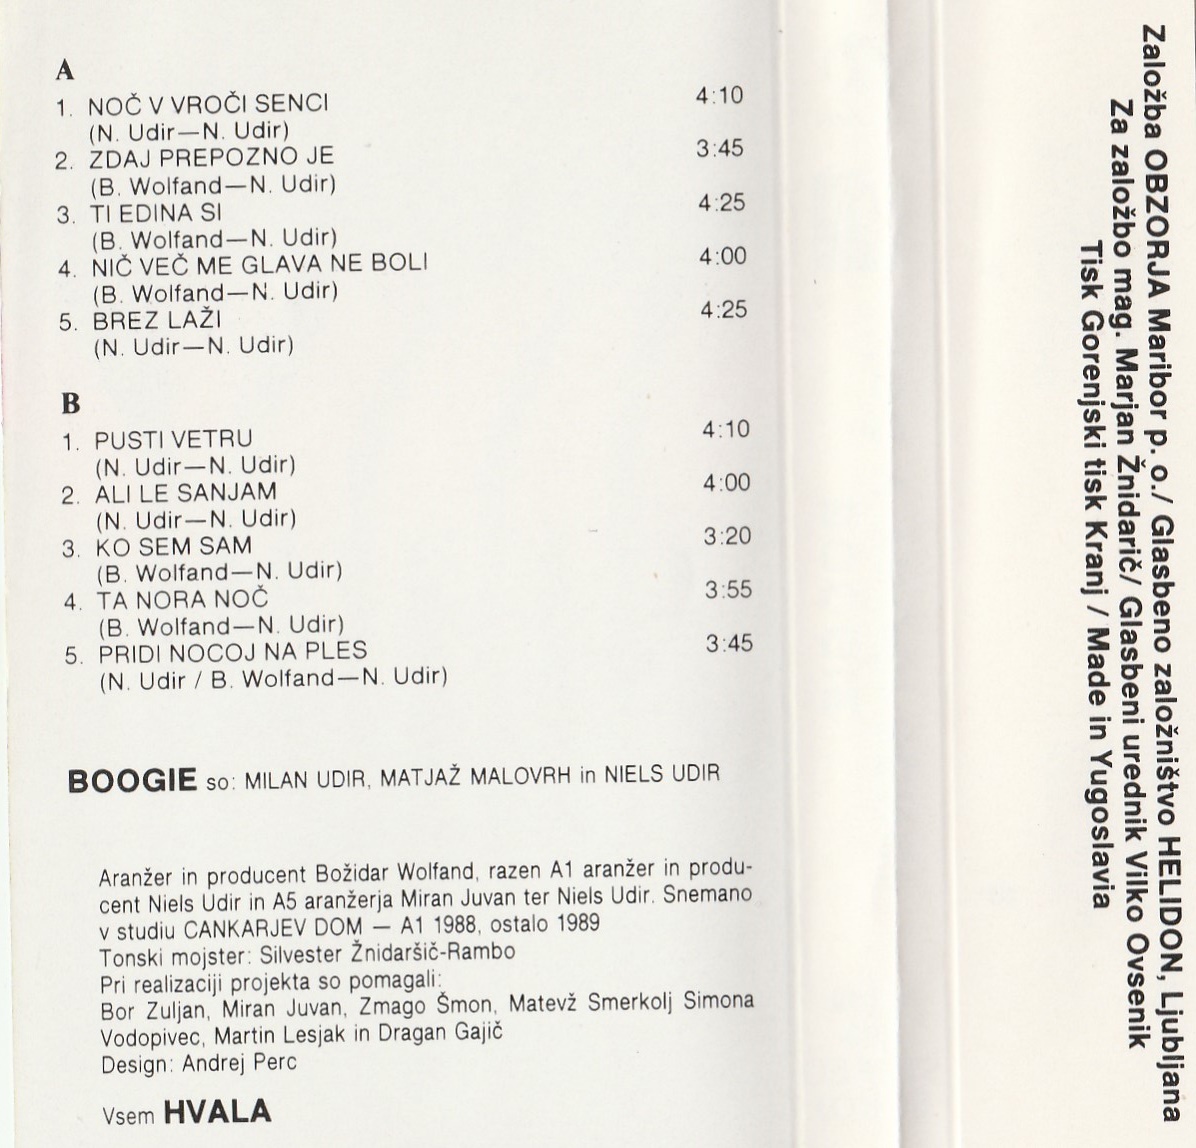 A
1. NOČ V VROČI SENCI 4:10
(N. Udir—N. Udir)
2. ZDAJ PREPOZNO JE 3:45
(B. Wolfand—N. Udir)
3. TI EDINA SI 4:25
(B. Wolfand—N. Udir)
4. NIČ VEČ ME GLAVA NE BOLI 4:00
(B. Wolfand—N. Udir)
5. BREZ LAŽI 4:25
(N. Udir—N. Udir)
B
1. PUSTI VETRU 4:10
(N. Udir—N. Udir)
2. ALI LE SANJAM 4:00
(N. Udir—N. Udir)
3. KO SEM SAM 3:20
(B. Wolfand—N. Udir)
4. TA NORA NOČ 3:55
(B. Wolfand—N. Udir)
5. PRIDI NOCOJ NA PLES 3:45
(N. Udir / B. Wolfand—N. Udir)
BOOGIE so: MILAN UDIR, MATJAŽ MALOVRH in NIELS UDIR
Aranžer in producent Božidar Wolfand, razen A1 aranžer in produ-
cent Niels Udir in A5 aranžerja Miran Juvan ter Niels Udir. Snemano
v studiu CANKARJEV DOM — A1 1988, ostalo 1989
Tonski mojster: Silvester Žnidaršič-Rambo
Pri realizaciji projekta so pomagali:
Bor Zuljan, Miran Juvan, Zmago Šmon, Matevž Smerkolj Simona
Vodopivec, Martin Lesjak in Dragan Gajič
Design: Andrej Perc
Vsem HVALA
Založba OBZORJA Maribor p. o./ Glasbeno založništvo HELIDON, Ljubljana
Za založbo mag. Marjan Žnidarič/ Glasbeni urednik Vilko Ovsenik
Tisk Gorenjski tisk Kranj / Made in Yugoslavia